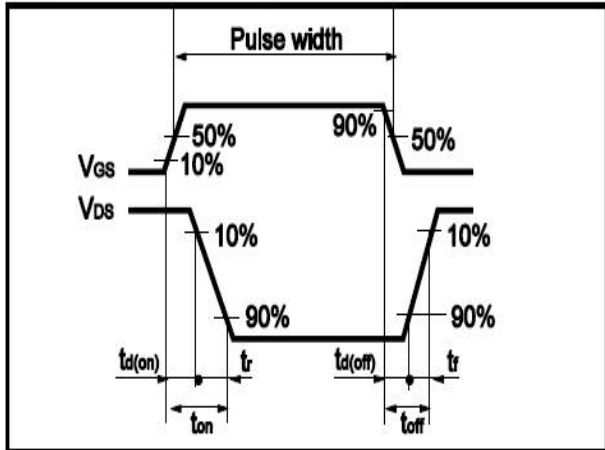 Pulse width
90%
50%
50%
10%
VGS
VDS
10%
10%
90%
90%
td(on)
tr
td(off)
tf
ton
toff